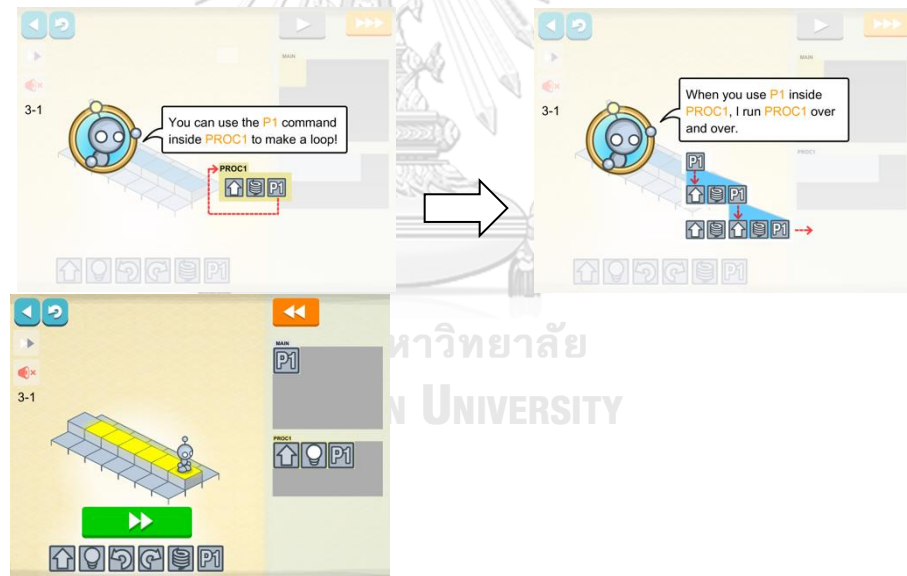 MAIN
3-1
You can use the P1 command
inside PROC1 to make a loop!
PROC1
P1
P1
MAIN
3-1
When you use P1 inside
PROC1, I run PROC1 over
and over.
PROC1
P1
P1
P1
P1
หาวิทยาลัย
N UNIVERSITY
MAIN
P1
3-1
PROC1
P1
P1